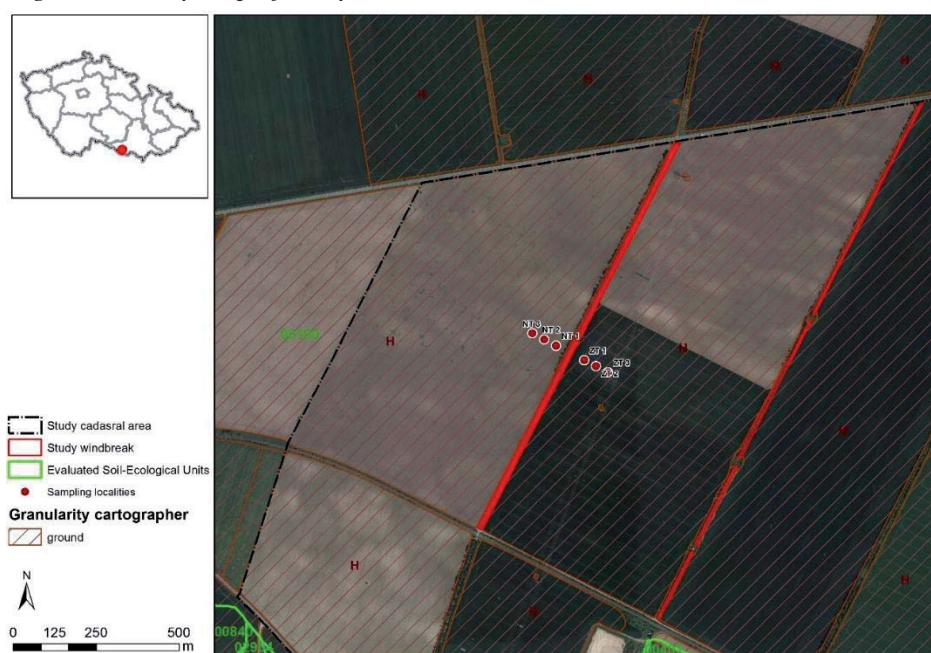 NT 3
NT 2
NT 1
ZT 1
ZT 3
ZT 2
H
H
H
H
H
H
H
H
H
H
Study cadasral area
Study windbreak
Evaluated Soil-Ecological Units
Sampling localities
Granularity cartographer
ground
N
0 125 250 500
m
00840